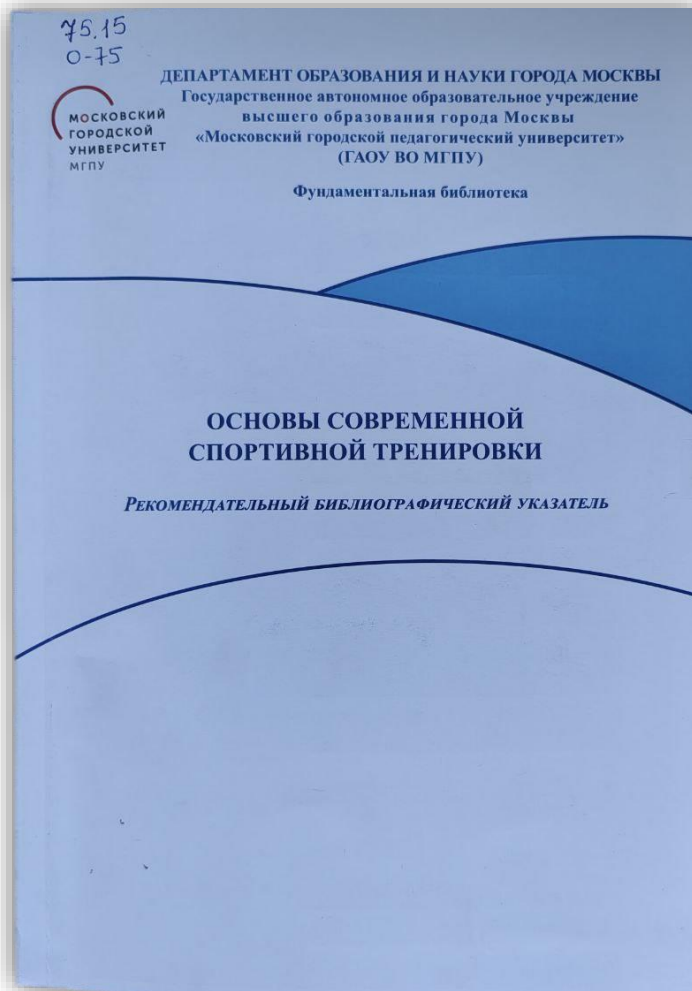 75.15
О-75
ДЕПАРТАМЕНТ ОБРАЗОВАНИЯ И НАУКИ ГОРОДА МОСКВЫ
Государственное автономное образовательное учреждение
высшего образования города Москвы
«Московский городской педагогический университет»
(ГАОУ ВО МГПУ)
МОСКОВСКИЙ
ГОРОДСКОЙ
УНИВЕРСИТЕТ
МГПУ
Фундаментальная библиотека
ОСНОВЫ СОВРЕМЕННОЙ
СПОРТИВНОЙ ТРЕНИРОВКИ
РЕКОМЕНДАТЕЛЬНЫЙ БИБЛИОГРАФИЧЕСКИЙ УКАЗАТЕЛЬ